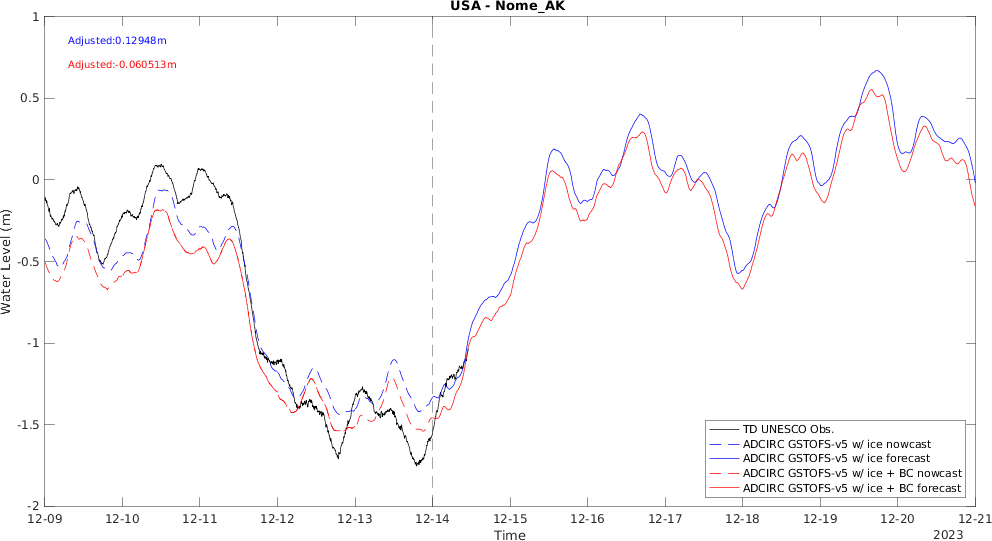 USA - Nome_AK
Adjusted:0.12948m
Adjusted:-0.060513m
1
0.5
0
-0.5
-1
-1.5
-2
Water Level (m)
TD UNESCO Obs.
ADCIRC GSTOFS-v5 w/ ice nowcast
ADCIRC GSTOFS-v5 w/ ice forecast
ADCIRC GSTOFS-v5 w/ ice + BC nowcast
ADCIRC GSTOFS-v5 w/ ice + BC forecast
12-09 12-10 12-11 12-12 12-13 12-14 12-15 12-16 12-17 12-18 12-19 12-20 12-21
Time
2023